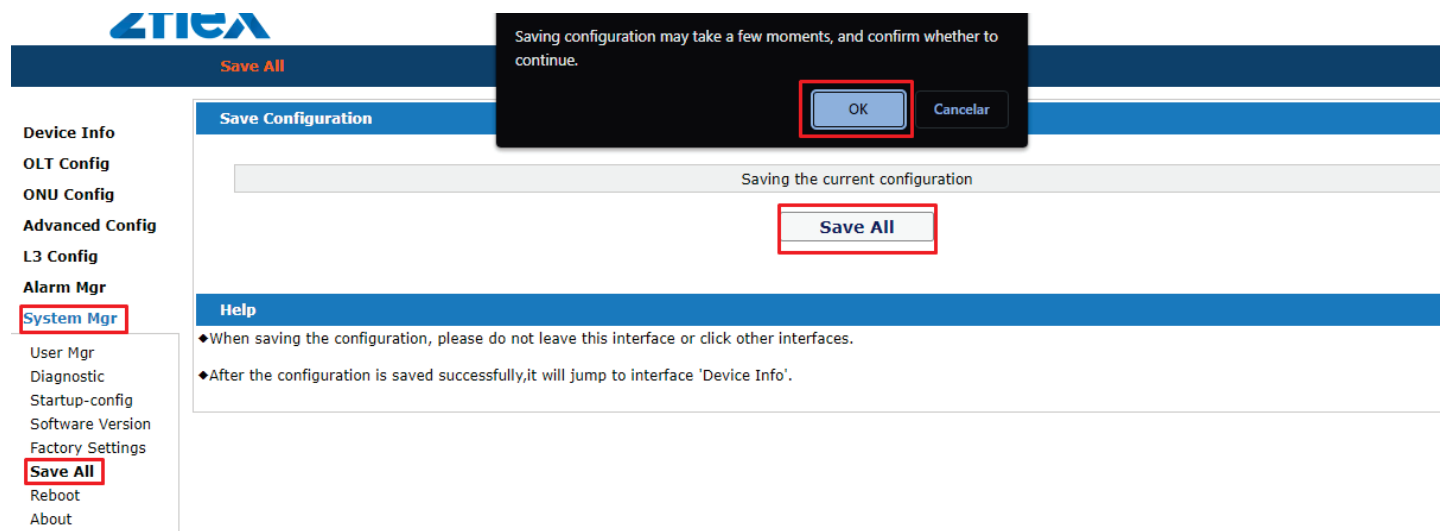 2flex
Saving configuration may take a few moments, and confirm whether to
continue.
OK
Cancelar
Save All
Device Info
OLT Config
ONU Config
Advanced Config
L3 Config
Alarm Mgr
System Mgr
User Mgr
Diagnostic
Startup-config
Software Version
Factory Settings
Save All
Reboot
About
Save Configuration
Saving the current configuration
Save All
Help
◆When saving the configuration, please do not leave this interface or click other interfaces.
◆After the configuration is saved successfully,it will jump to interface 'Device Info'.